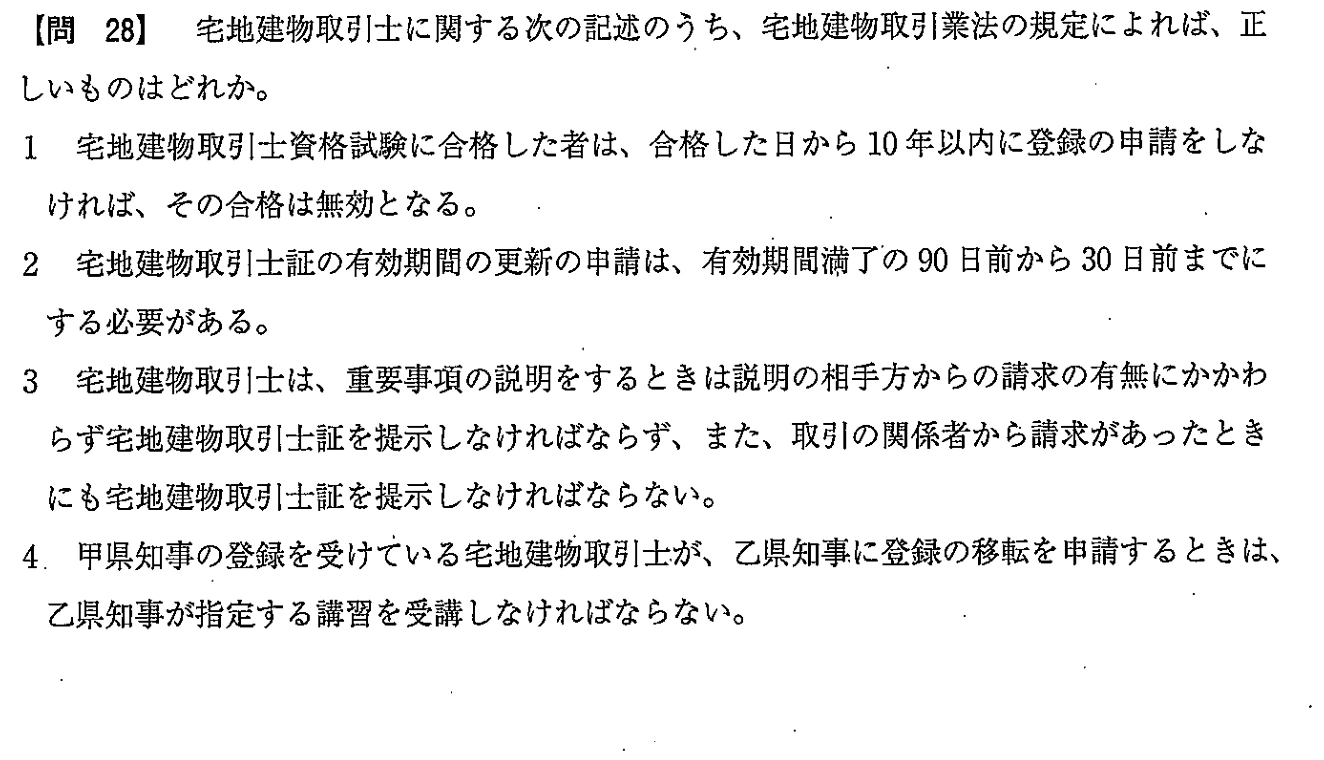 【問 28】 宅地建物取引士に関する次の記述のうち、宅地建物取引業法の規定によれば、正
しいものはどれか。
1 宅地建物取引士資格試験に合格した者は、合格した日から 10 年以内に登録の申請をしな
ければ、その合格は無効となる。
2 宅地建物取引士証の有効期間の更新の申請は、有効期間満了の 90 日前から 30 日前までに
する必要がある。
3 宅地建物取引士は、重要事項の説明をするときは説明の相手方からの請求の有無にかかわ
らず宅地建物取引士証を提示しなければならず、また、取引の関係者から請求があったとき
にも宅地建物取引士証を提示しなければならない。
4 甲県知事の登録を受けている宅地建物取引士が、乙県知事に登録の移転を申請するときは、
乙県知事が指定する講習を受講しなければならない。